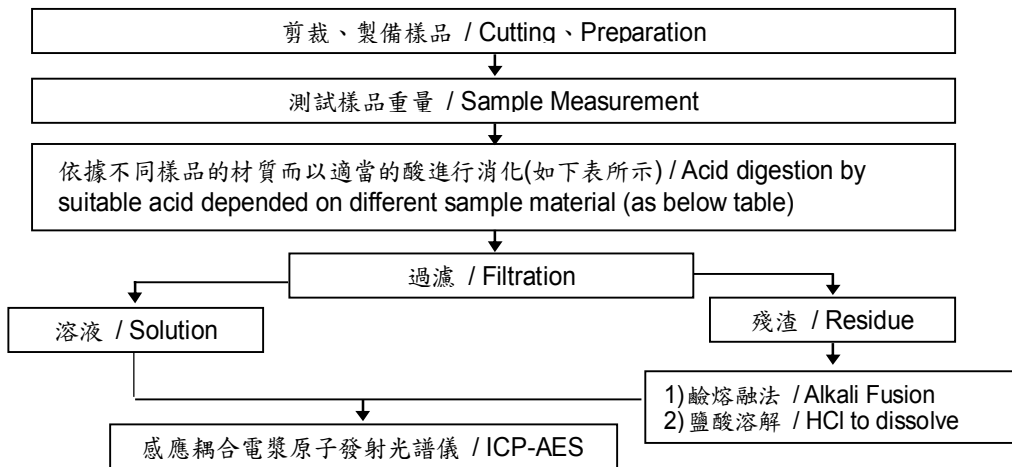 剪裁、製備樣品 / Cutting、Preparation
測試樣品重量 / Sample Measurement
依據不同樣品的材質而以適當的酸進行消化(如下表所示) / Acid digestion by
suitable acid depended on different sample material (as below table)
過濾 / Filtration
溶液 / Solution
殘渣 / Residue
1)鹼熔融法 / Alkali Fusion
2)鹽酸溶解 / HCl to dissolve
感應耦合電漿原子發射光譜儀 / ICP-AES